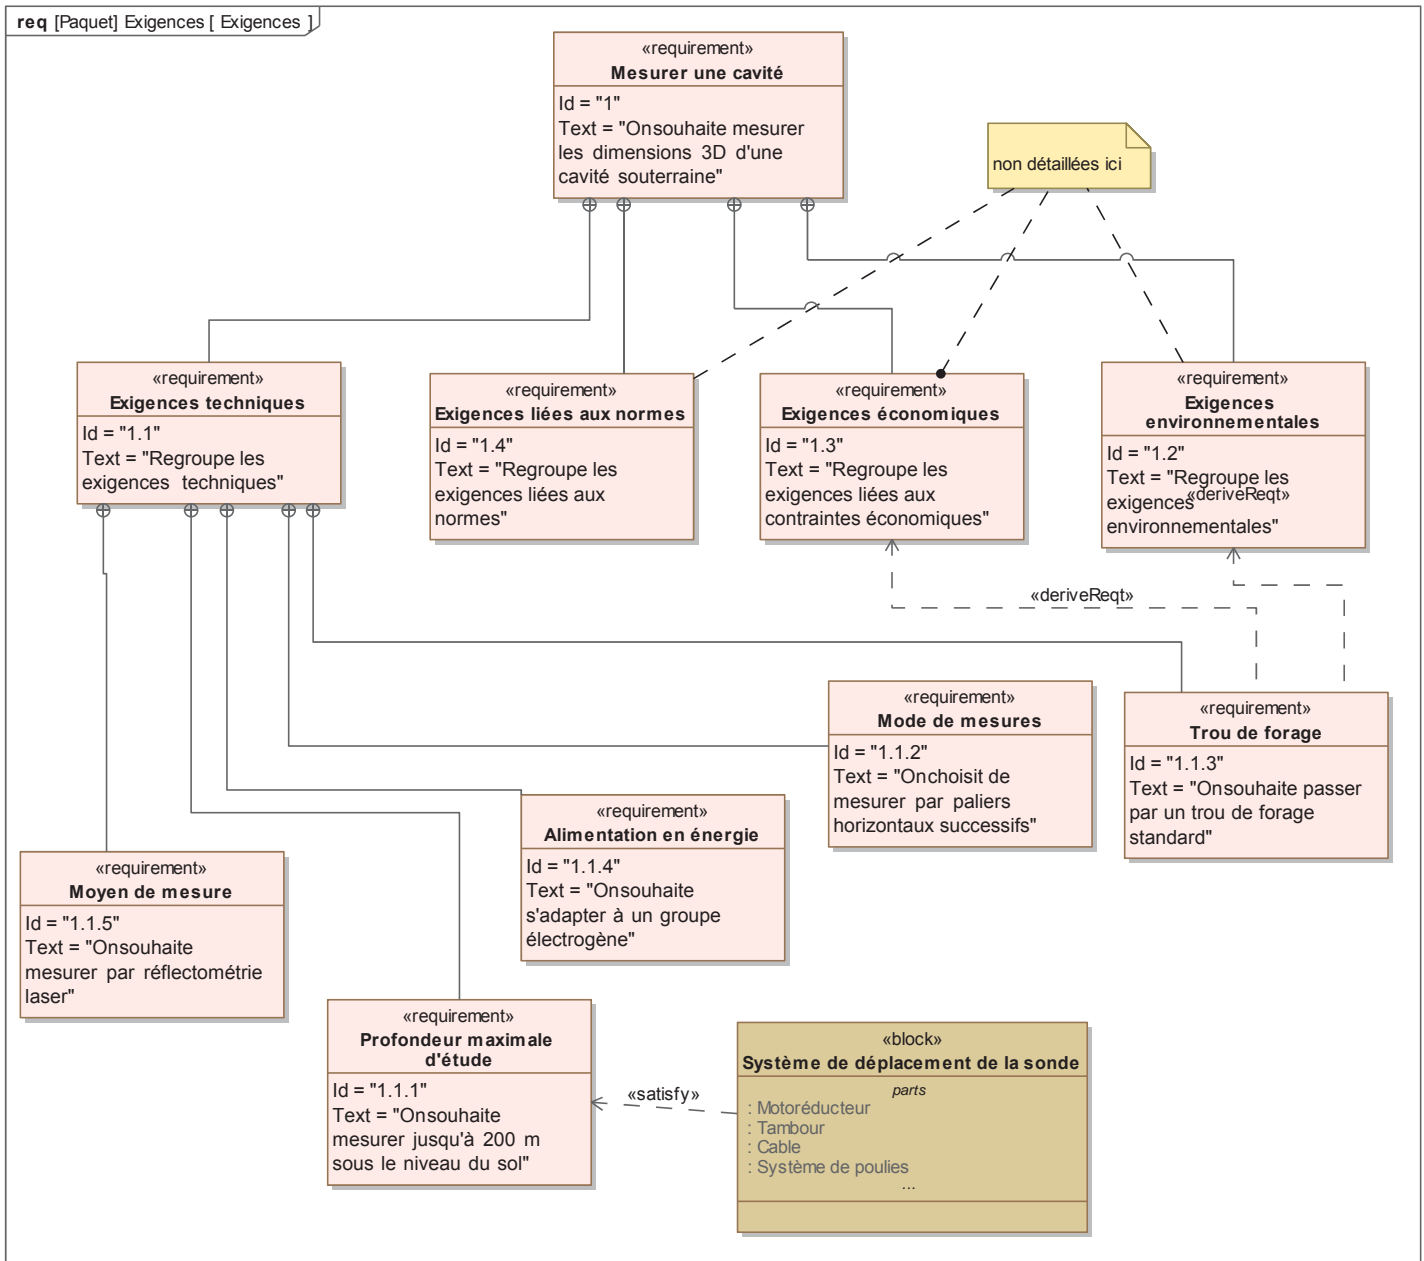 req [Paquet] Exigences [ Exigences ]
«requirement»
Mesurer une cavité
Id = "1"
Text = "Onsouhaite mesurer
les dimensions 3D d'une
cavité souterraine"
non détaillées ici
«requirement»
Exigences techniques
Id = "1.1"
Text = "Regroupe les
exigences techniques"
«requirement»
Exigences liées aux normes
Id = "1.4"
Text = "Regroupe les
exigences liées aux
normes"
«requirement»
Exigences économiques
Id = "1.3"
Text = "Regroupe les
exigences liées aux
contraintes économiques"
«requirement»
Exigences
environnementales
Id = "1.2"
Text = "Regroupe les
exigences
environnementales"
«deriveReqt»
«deriveReqt»
«requirement»
Mode de mesures
Id = "1.1.2"
Text = "Onchoisit de
mesurer par paliers
horizontaux successifs"
«requirement»
Trou de forage
Id = "1.1.3"
Text = "Onsouhaite passer
par un trou de forage
standard"
«requirement»
Alimentation en énergie
Id = "1.1.4"
Text = "Onsouhaite
s'adapter à un groupe
électrogène"
«requirement»
Moyen de mesure
Id = "1.1.5"
Text = "Onsouhaite
mesurer par réflectométrie
laser"
«requirement»
Profondeur maximale
d'étude
Id = "1.1.1"
Text = "Onsouhaite
mesurer jusqu'à 200 m
sous le niveau du sol"
«satisfy»
«block»
Système de déplacement de la sonde
parts
: Motoréducteur
: Tambour
: Cable
: Système de poulies
...